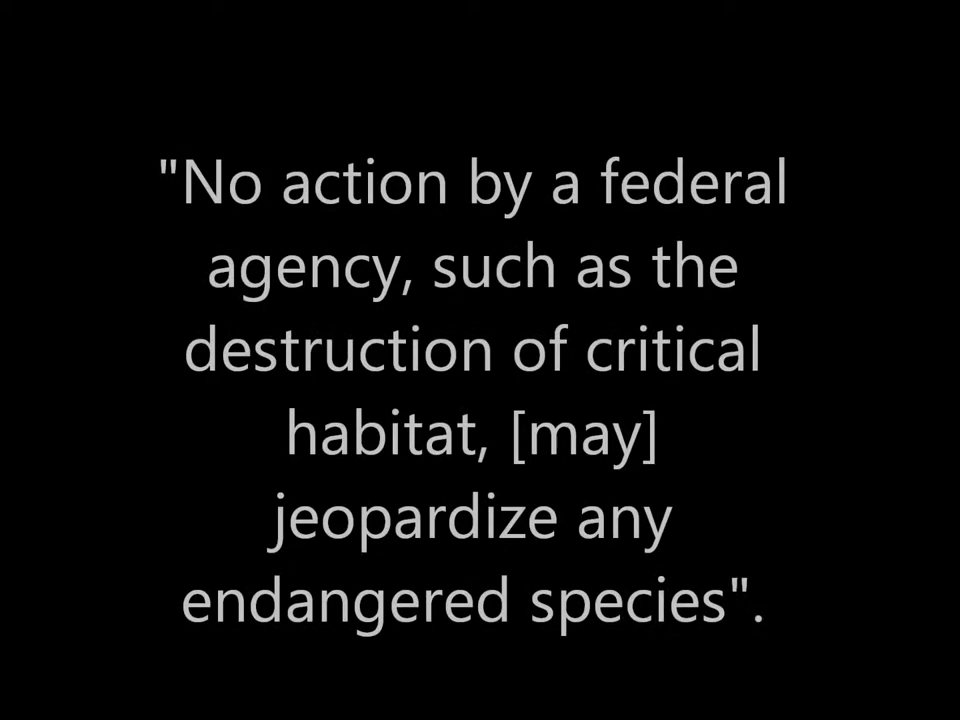 "No action by a federal
agency, such as the
destruction of critical
habitat, [may]
jeopardize any
endangered species".